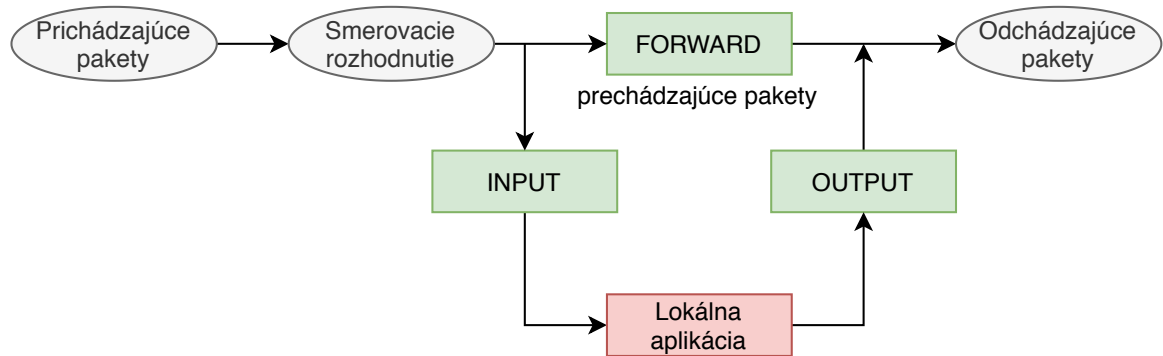 Prichádzajúce
pakety
Smerovacie
rozhodnutie
FORWARD
prechádzajúce pakety
Odchádzajúce
pakety
INPUT
OUTPUT
Lokálna
aplikácia